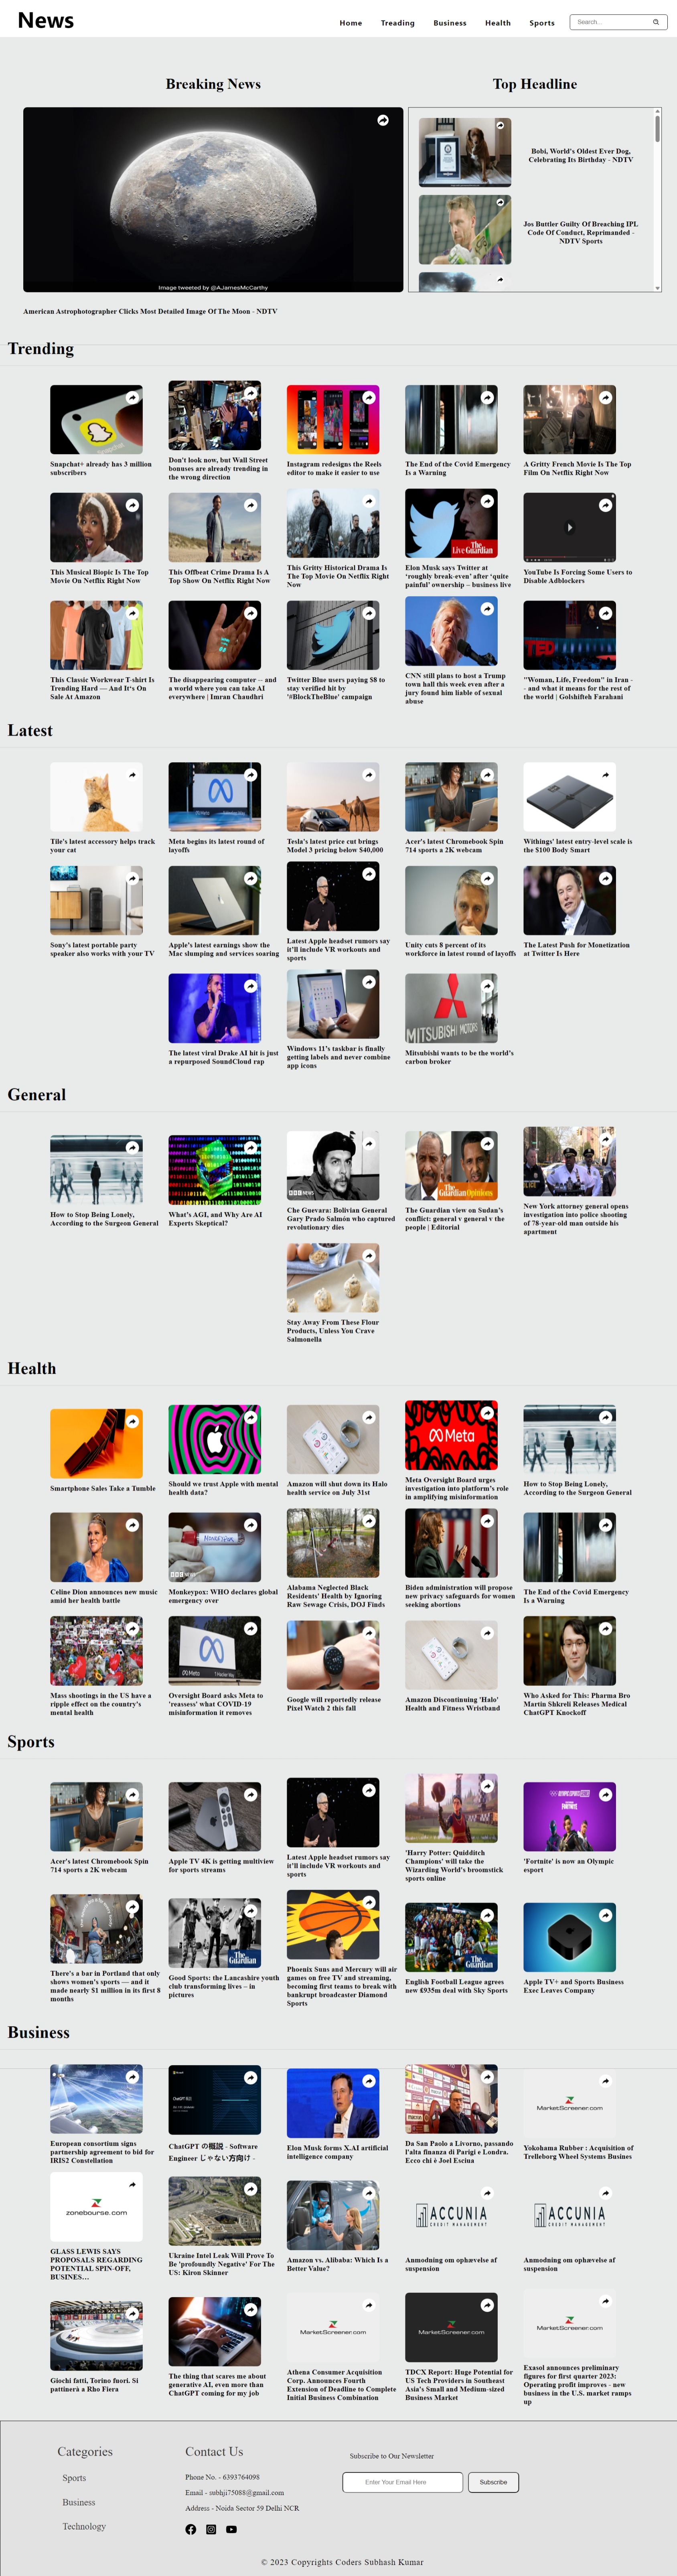 News
Home Treading Business Health Sports Search...
Breaking News
Top Headline
Image tweeted by @AJamesMcCarthy
American Astrophotographer Clicks Most Detailed Image Of The Moon - NDTV
Bobi, World's Oldest Ever Dog,
Celebrating Its Birthday - NDTV
Jos Buttler Guilty Of Breaching IPL
Code Of Conduct, Reprimanded -
NDTV Sports
Trending
Snapchat+ already has 3 million
subscribers
Don't look now, but Wall Street
bonuses are already trending in
the wrong direction
Instagram redesigns the Reels
editor to make it easier to use
The End of the Covid Emergency
Is a Warning
A Gritty French Movie Is The Top
Film On Netflix Right Now
This Musical Biopic Is The Top
Movie On Netflix Right Now
This Offbeat Crime Drama Is A
Top Show On Netflix Right Now
This Gritty Historical Drama Is
The Top Movie On Netflix Right
Now
Live Guardian
Elon Musk says Twitter at
‘roughly break-even’ after ‘quite
painful’ ownership – business live
YouTube Is Forcing Some Users to
Disable Adblockers
This Classic Workwear T-shirt Is
Trending Hard — And It's On
Sale At Amazon
The disappearing computer -- and
a world where you can take AI
everywhere | Imran Chaudhri
Twitter Blue users paying $8 to
stay verified hit by
'#BlockTheBlue' campaign
CNN still plans to host a Trump
town hall this week even after a
jury found him liable of sexual
abuse
TED
"Woman, Life, Freedom" in Iran -
- and what it means for the rest of
the world | Golshifteh Farahani
Latest
Tile's latest accessory helps track
your cat
Meta begins its latest round of
layoffs
Tesla's latest price cut brings
Model 3 pricing below $40,000
Acer's latest Chromebook Spin
714 sports a 2K webcam
Withings' latest entry-level scale is
the $100 Body Smart
Sony's latest portable party
speaker also works with your TV
Apple's latest earnings show the
Mac slumping and services soaring
Latest Apple headset rumors say
it'll include VR workouts and
sports
Unity cuts 8 percent of its
workforce in latest round of layoffs
The Latest Push for Monetization
at Twitter Is Here
The latest viral Drake AI hit is just
a repurposed SoundCloud rap
Windows 11's taskbar is finally
getting labels and never combine
app icons
MITSUBISHI MOTORS
Mitsubishi wants to be the world's
carbon broker
General
How to Stop Being Lonely,
According to the Surgeon General
What's AGI, and Why Are AI
Experts Skeptical?
BBC NEWS
Che Guevara: Bolivian General
Gary Prado Salmón who captured
revolutionary dies
The Guardian Opinions
The Guardian view on Sudan's
conflict: general v general v the
people | Editorial
New York attorney general opens
investigation into police shooting
of 78-year-old man outside his
apartment
Stay Away From These Flour
Products, Unless You Crave
Salmonella
Health
Smartphone Sales Take a Tumble
Should we trust Apple with mental
health data?
Amazon will shut down its Halo
health service on July 31st
Meta
Meta Oversight Board urges
investigation into platform's role
in amplifying misinformation
How to Stop Being Lonely,
According to the Surgeon General
Celine Dion announces new music
amid her health battle
MONKEYPOX
BBC NEWS
Monkeypox: WHO declares global
emergency over
Alabama Neglected Black
Residents' Health by Ignoring
Raw Sewage Crisis, DOJ Finds
Biden administration will propose
new privacy safeguards for women
seeking abortions
The End of the Covid Emergency
Is a Warning
Mass shootings in the US have a
ripple effect on the country's
mental health
Meta
Oversight Board asks Meta to
'reassess' what COVID-19
misinformation it removes
Google will reportedly release
Pixel Watch 2 this fall
Amazon Discontinuing 'Halo'
Health and Fitness Wristband
Who Asked for This: Pharma Bro
Martin Shkreli Releases Medical
ChatGPT Knockoff
Sports
Acer's latest Chromebook Spin
714 sports a 2K webcam
Apple TV 4K is getting multiview
for sports streams
Latest Apple headset rumors say
it'll include VR workouts and
sports
'Harry Potter: Quidditch
Champions' will take the
Wizarding World's broomstick
sports online
FORTNITE
'Fortnite' is now an Olympic
esport
There's a bar in Portland that only
shows women's sports — and it
made nearly $1 million in its first 8
months
The Guardian
Good Sports: the Lancashire youth
club transforming lives – in
pictures
Phoenix Suns and Mercury will air
games on free TV and streaming,
becoming first teams to break with
bankrupt broadcaster Diamond
Sports
The Guardian
English Football League agrees
new £935m deal with Sky Sports
Apple TV+ and Sports Business
Exec Leaves Company
Business
European consortium signs
partnership agreement to bid for
IRIS2 Constellation
ChatGPT の概説 - Software
Engineer じゃない方向け -
Elon Musk forms X.AI artificial
intelligence company
Da San Paolo a Livorno, passando
l'alta finanza di Parigi e Londra.
Ecco chi è Joel Esciua
MarketScreener.com
Yokohama Rubber : Acquisition of
Trelleborg Wheel Systems Busines
zonebourse.com
GLASS LEWIS SAYS
PROPOSALS REGARDING
POTENTIAL SPIN-OFF,
BUSINES…
Ukraine Intel Leak Will Prove To
Be 'profoundly Negative' For The
US: Kiron Skinner
Amazon vs. Alibaba: Which Is a
Better Value?
ACCUNIA
CREDIT MANAGEMENT
Anmodning om ophævelse af
suspension
ACCUNIA
CREDIT MANAGEMENT
Anmodning om ophævelse af
suspension
Giochi fatti, Torino fuori. Si
pattinerà a Rho Fiera
The thing that scares me about
generative AI, even more than
ChatGPT coming for my job
MarketScreener.com
Athena Consumer Acquisition
Corp. Announces Fourth
Extension of Deadline to Complete
Initial Business Combination
MarketScreener.com
TDCX Report: Huge Potential for
US Tech Providers in Southeast
Asia's Small and Medium-sized
Business Market
MarketScreener.com
Exasol announces preliminary
figures for first quarter 2023:
Operating profit improves - new
business in the U.S. market ramps
up
Categories
Sports
Business
Technology
Contact Us
Phone No. - 6393764098
Email - subhji75088@gmail.com
Address - Noida Sector 59 Delhi NCR
Subscribe to Our Newsletter
Enter Your Email Here Subscribe
© 2023 Copyrights Coders Subhash Kumar